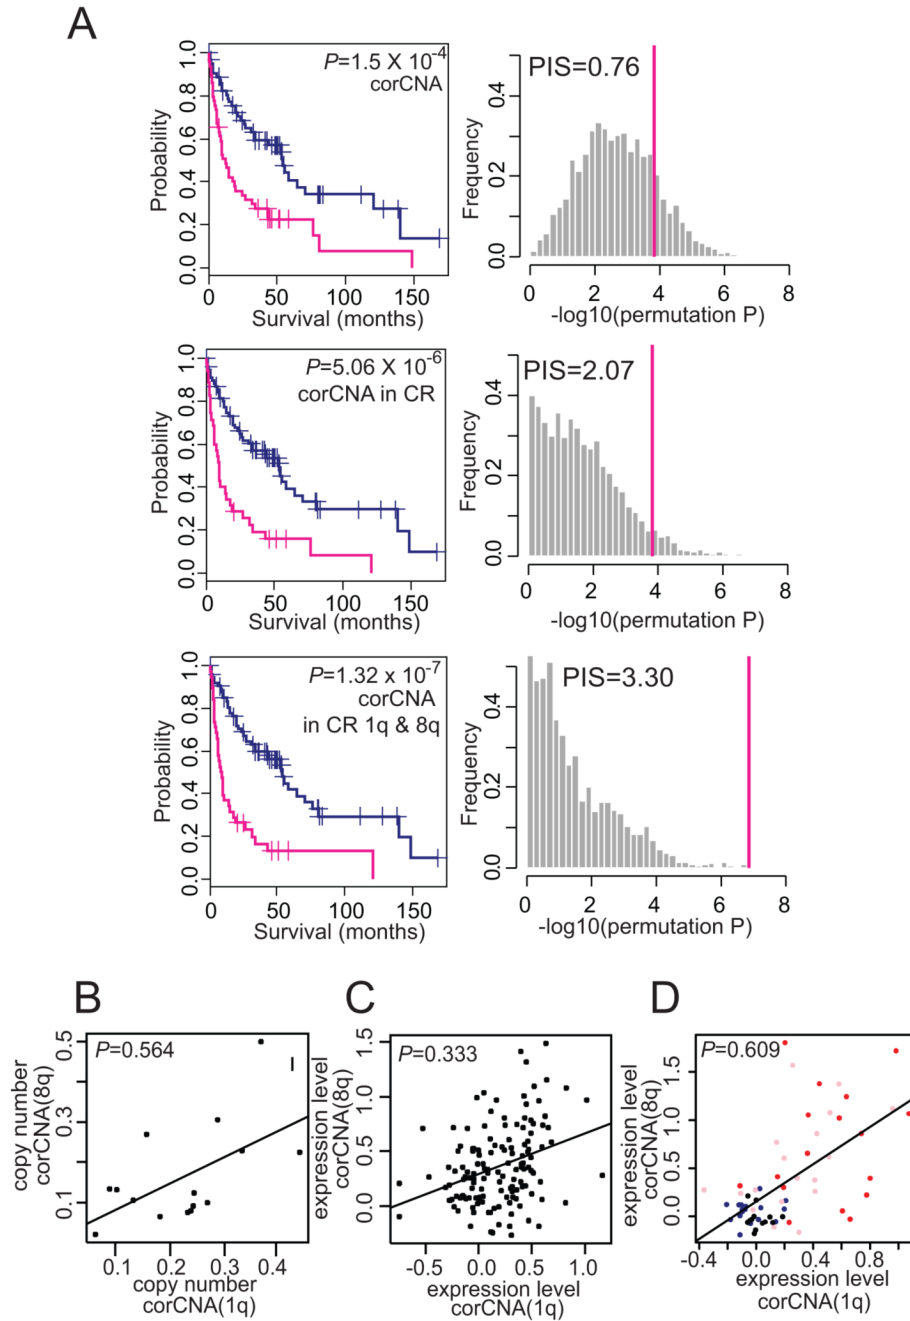 A
P=1.5 X 10-4
corCNA
Probability
0.0 0.2 0.4 0.6 0.8 1.0
0 50 100 150
Survival (months)
PIS=0.76
Frequency
0.0 0.2 0.4
0 2 4 6 8
-log10(permutation P)
P=5.06 X 10-6
corCNA in CR
Probability
0.0 0.2 0.4 0.6 0.8 1.0
0 50 100 150
Survival (months)
PIS=2.07
Frequency
0.0 0.2 0.4
0 2 4 6 8
-log10(permutation P)
P=1.32 x 10-7
corCNA
in CR 1q & 8q
Probability
0.0 0.2 0.4 0.6 0.8 1.0
0 50 100 150
Survival (months)
PIS=3.30
Frequency
0.0 0.2 0.4
0 2 4 6 8
-log10(permutation P)
B
P=0.564
I
copy number
corCNA(8q)
0.1 0.3 0.5
0.1 0.2 0.3 0.4
copy number
corCNA(1q)
C
P=0.333
expression level
corCNA(8q)
0.0 0.5 1.0 1.5
-0.5 0.0 0.5 1.0
expression level
corCNA(1q)
D
P=0.609
expression level
corCNA(8q)
0.0 0.5 1.0 1.5
-0.4 0.0 0.4 0.8
expression level
corCNA(1q)